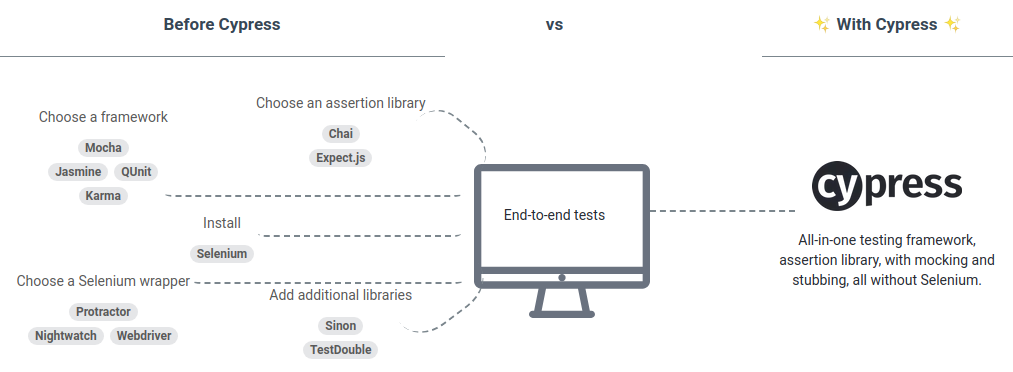 Before Cypress
vs
✨ With Cypress ✨
Choose a framework
Mocha
Jasmine QUnit
Karma
Choose an assertion library
Chai
Expect.js
Install
Selenium
Choose a Selenium wrapper
Protractor
Nightwatch Webdriver
Add additional libraries
Sinon
TestDouble
End-to-end tests
cypress
All-in-one testing framework,
assertion library, with mocking and
stubbing, all without Selenium.